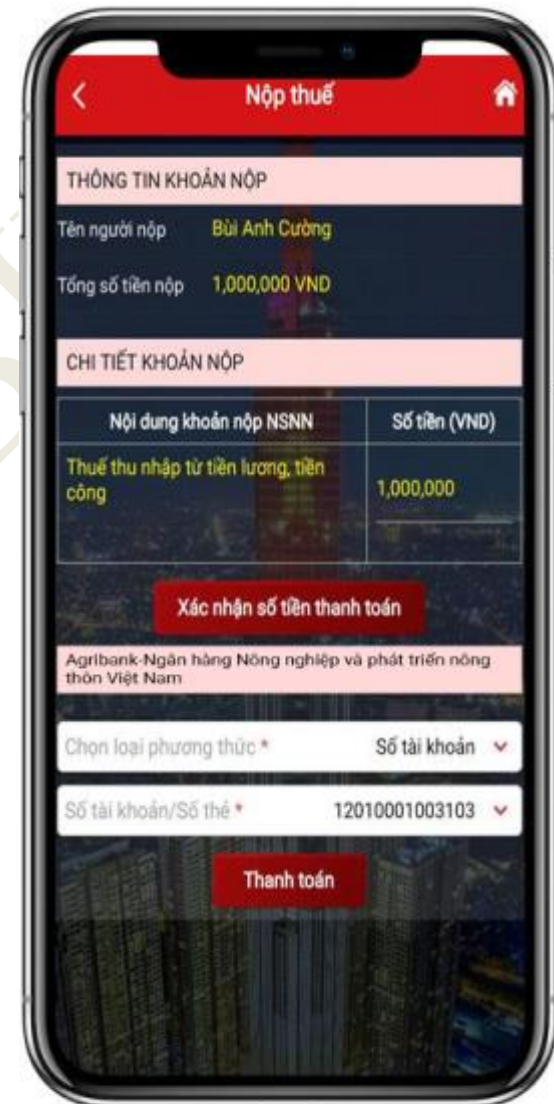 Nộp thuế
THÔNG TIN KHOẢN NỘP
Tên người nộp Bùi Anh Cường
Tổng số tiền nộp 1,000,000 VND
CHI TIẾT KHOẢN NỘP
Nội dung khoản nộp NSNN Số tiền (VND)
Thuế thu nhập từ tiền lương, tiền
công 1,000,000
Xác nhận số tiền thanh toán
Agribank-Ngân hàng Nông nghiệp và phát triển nông
thôn Việt Nam
Chọn loại phương thức * Số tài khoản
Số tài khoản/Số thẻ * 12010001003103
Thanh toán